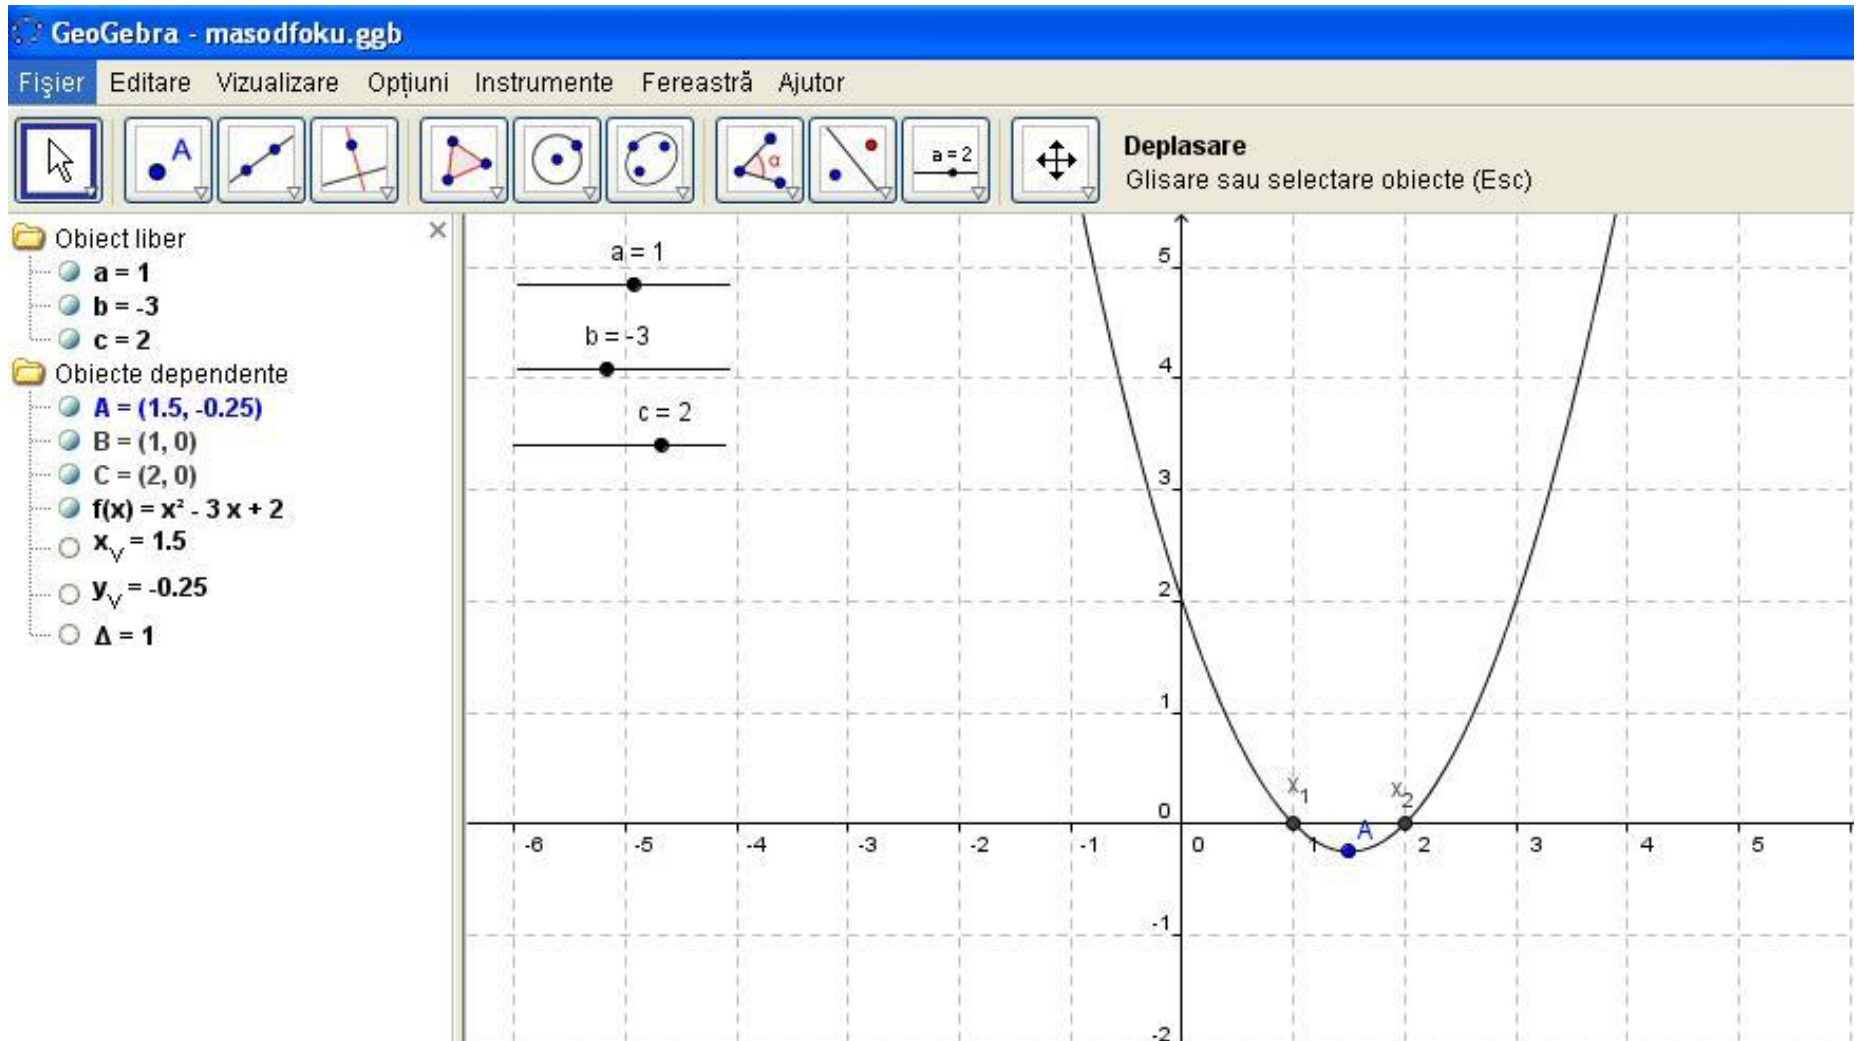 GeoGebra - masodfoku.ggb
Fişier Editare Vizualizare Opţiuni Instrumente Fereastră Ajutor
A
α
a = 2
Deplasare
Glisare sau selectare obiecte (Esc)
Obiect liber
a = 1
b = -3
c = 2
Obiecte dependente
A = (1.5, -0.25)
B = (1, 0)
C = (2, 0)
f(x) = x² - 3 x + 2
x_V = 1.5
y_V = -0.25
Δ = 1
a = 1
b = -3
c = 2
5
4
3
2
1
0
x₁ x₂
A
-6 -5 -4 -3 -2 -1 0 1 2 3 4 5
-1
-2